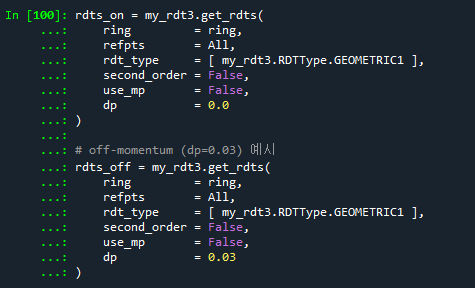 In [100]: rdts_on = my_rdt3.get_rdts(
     ...:     ring         = ring,
     ...:     refpts       = All,
     ...:     rdt_type     = [ my_rdt3.RDTType.GEOMETRIC1 ],
     ...:     second_order = False,
     ...:     use_mp       = False,
     ...:     dp           = 0.0
     ...: )
     ...:
     ...: # off-momentum (dp=0.03) 예시
     ...: rdts_off = my_rdt3.get_rdts(
     ...:     ring         = ring,
     ...:     refpts       = All,
     ...:     rdt_type     = [ my_rdt3.RDTType.GEOMETRIC1 ],
     ...:     second_order = False,
     ...:     use_mp       = False,
     ...:     dp           = 0.03
     ...: )